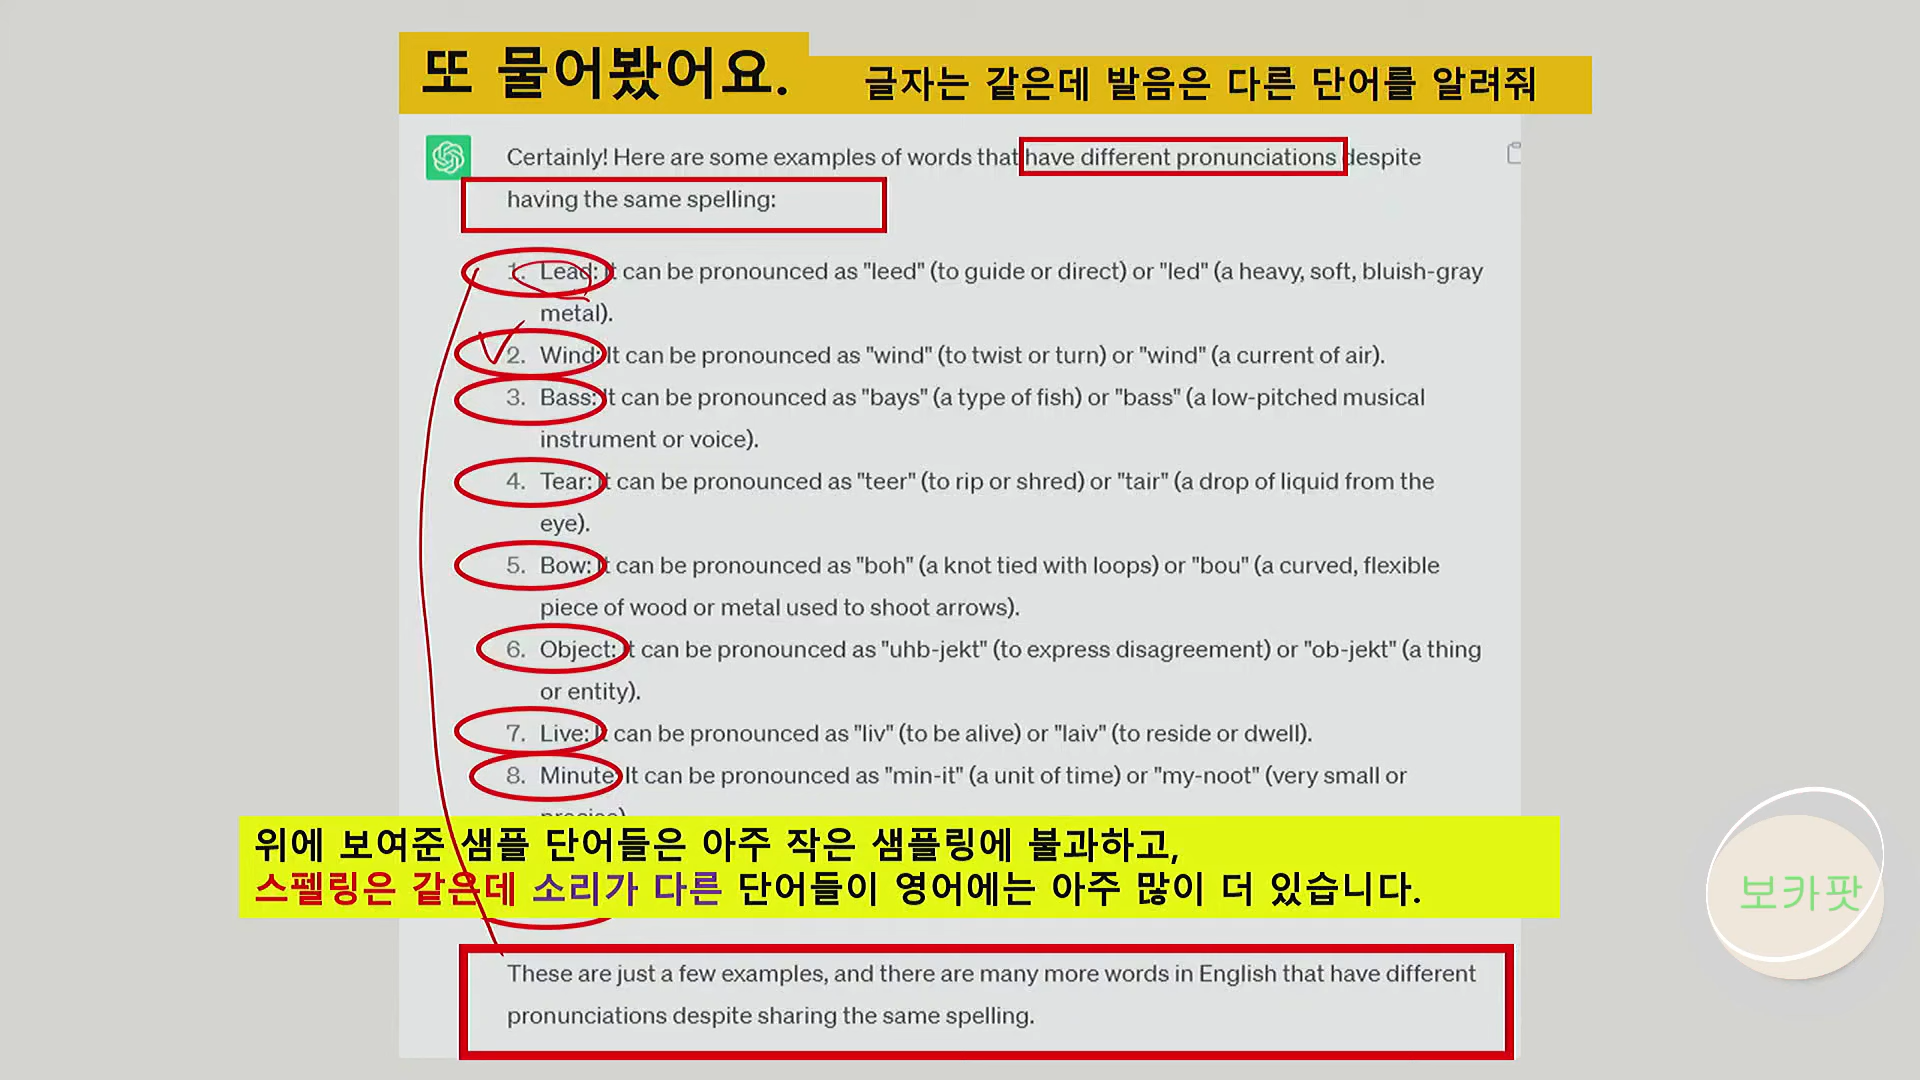 또 물어봤어요.
글자는 같은데 발음은 다른 단어를 알려줘
Certainly! Here are some examples of words that have different pronunciations despite
having the same spelling:
1. Lead: It can be pronounced as "leed" (to guide or direct) or "led" (a heavy, soft, bluish-gray
metal).
2. Wind: It can be pronounced as "wind" (to twist or turn) or "wind" (a current of air).
3. Bass: It can be pronounced as "bays" (a type of fish) or "bass" (a low-pitched musical
instrument or voice).
4. Tear: It can be pronounced as "teer" (to rip or shred) or "tair" (a drop of liquid from the
eye).
5. Bow: It can be pronounced as "boh" (a knot tied with loops) or "bou" (a curved, flexible
piece of wood or metal used to shoot arrows).
6. Object: It can be pronounced as "uhb-jekt" (to express disagreement) or "ob-jekt" (a thing
or entity).
7. Live: It can be pronounced as "liv" (to be alive) or "laiv" (to reside or dwell).
8. Minute: It can be pronounced as "min-it" (a unit of time) or "my-noot" (very small or
위에 보여준 샘플 단어들은 아주 작은 샘플링에 불과하고,
스펠링은 같은데 소리가 다른 단어들이 영어에는 아주 많이 더 있습니다.
보카팟
These are just a few examples, and there are many more words in English that have different
pronunciations despite sharing the same spelling.